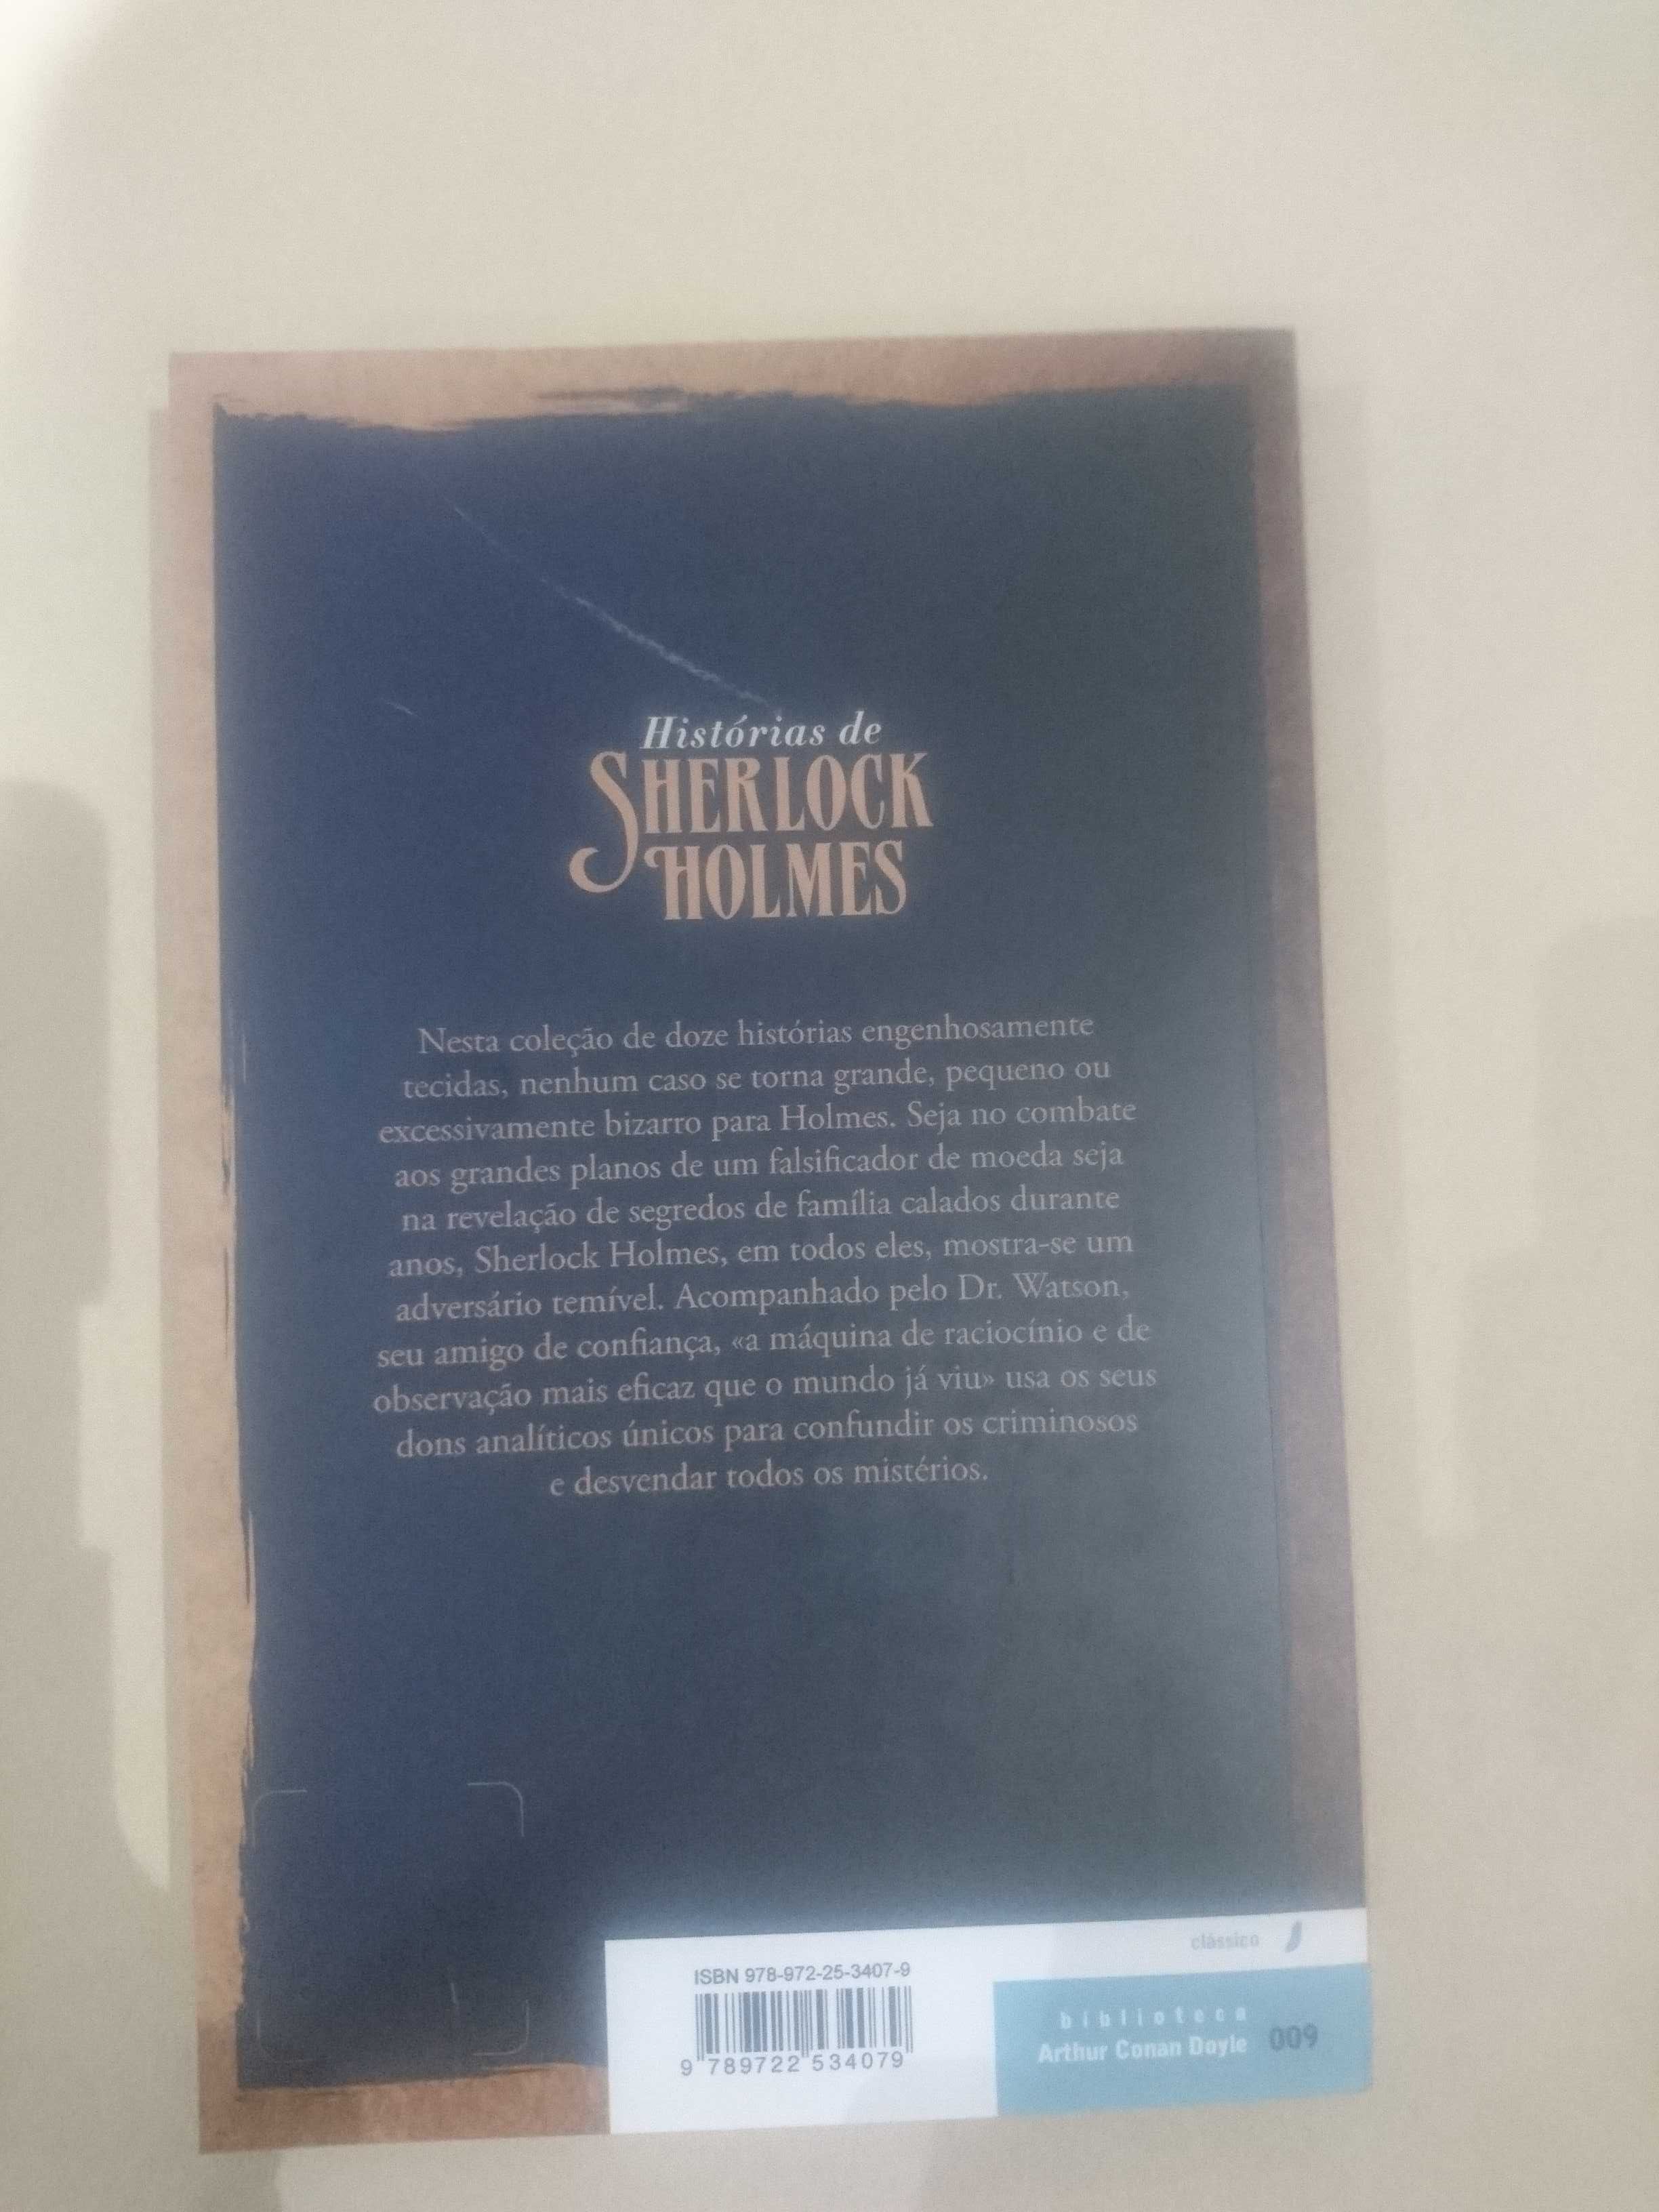 Histórias de
SHERLOCK
HOLMES
Nesta coleção de doze histórias engenhosamente
tecidas, nenhum caso se torna grande, pequeno ou
excessivamente bizarro para Holmes. Seja no combate
aos grandes planos de um falsificador de moeda seja
na revelação de segredos de família calados durante
anos, Sherlock Holmes, em todos eles, mostra-se um
adversário temível. Acompanhado pelo Dr. Watson,
seu amigo de confiança, «a máquina de raciocínio e de
observação mais eficaz que o mundo já viu» usa os seus
dons analíticos únicos para confundir os criminosos
e desvendar todos os mistérios.
clássico
ISBN 978-972-25-3407-9
9 789722 534079
biblioteca
Arthur Conan Doyle 009